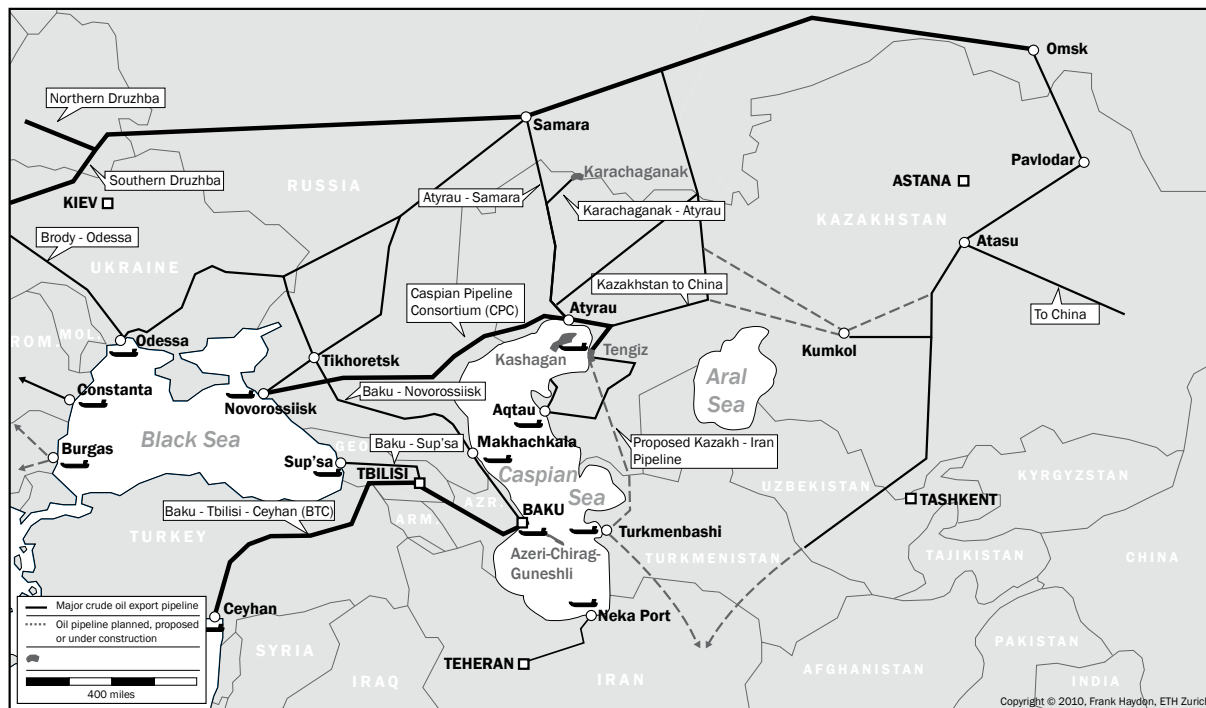 Omsk
Northern Druzhba
Samara
Pavlodar
Karachaganak
Southern Druzhba
RUSSIA
ASTANA
KIEV
Atyrau - Samara
Karachaganak - Atyrau
KAZAKHSTAN
Brody - Odessa
Atasu
UKRAINE
Caspian Pipeline
Consortium (CPC)
Kazakhstan to China
Atyrau
To China
ROM.
MOL.
Odessa
Kumkol
Kashagan
Tengiz
Tikhoretsk
Aral
Sea
Constanta
Novorossiisk
Baku - Novorossiisk
Aqtau
Black Sea
Baku - Sup'sa
Makhachkala
Proposed Kazakh - Iran
Pipeline
Burgas
GEO.
Sup'sa
TBILISI
Caspian
Sea
KYRGYZSTAN
UZBEKISTAN
TASHKENT
AZR.
Baku - Tbilisi - Ceyhan (BTC)
BAKU
ARM.
TURKEY
Turkmenbashi
Azeri-Chirag-
Guneshli
TURKMENISTAN
TAJIKISTAN
CHINA
Major crude oil export pipeline
Oil pipeline planned, proposed
or under construction
400 miles
Ceyhan
Neka Port
SYRIA
TEHERAN
IRAQ
IRAN
AFGHANISTAN
PAKISTAN
INDIA
Copyright © 2010, Frank Haydon, ETH Zurich